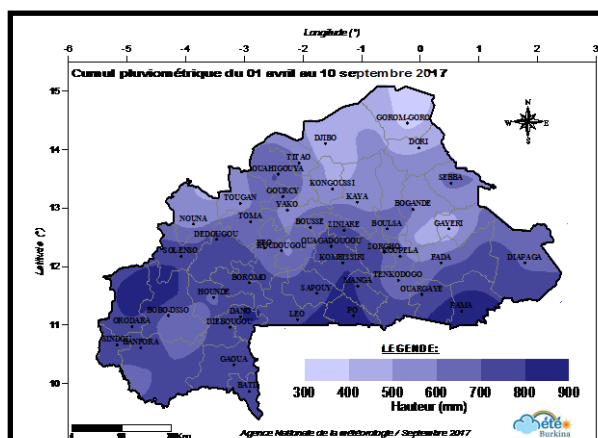 Longitude (°)
-6 -5 -4 -3 -2 -1 0 1 2 3
Cumul pluviométrique du 01 avril au 10 septembre 2017
15
14
13
12
11
10
Latitude (°)
N
W E
S
GOROM-GORO
DJIBO
DORI
TITAO
OUAHIGOUYA
SEBBA
KONGOUSSI
GOURCY
TOUGAN
KAYA
YAKO
BOGANDE
NOUNA
TOMA
BOUSSE
ZINIARE
BOULSA
GAYERI
DEDOUGOU
OUAGADOUGOU
ZORGHO
KOUPELA
SOLENSO
KOMBISSIRI
FADA
DIAPAGA
TENKODOGO
BOROMO
MANGA
HOUNDE
SAPOUY
OUARGAYE
BOBO-DSSO
DANO
LEO
PO
PAMA
ORODARA
DIEBOUGOU
SINDOU
BANFORA
GAOUA
BATIE
LEGENDE:
300 400 500 600 700 800 900
Hauteur (mm)
Agence Nationale de la météorologie / Septembre 2017
météo
Burkina